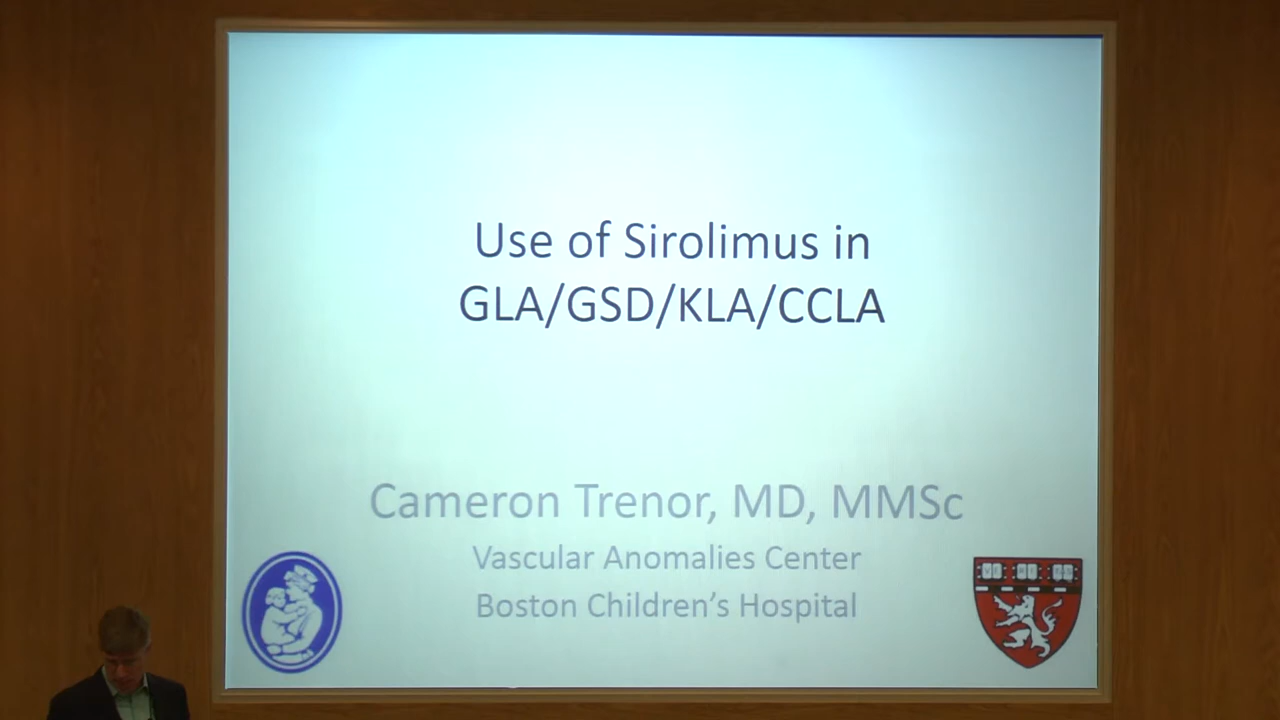 Use of Sirolimus in
GLA/GSD/KLA/CCLA
Cameron Trenor, MD, MMSc
Vascular Anomalies Center
Boston Children's Hospital